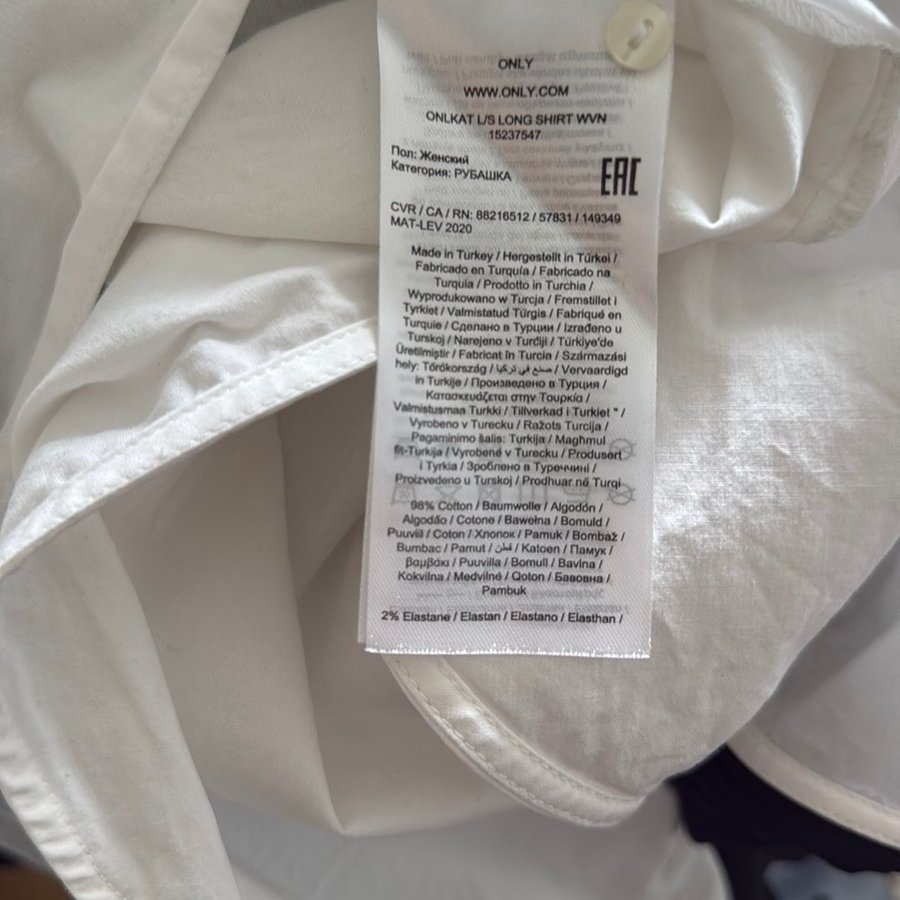 ONLY
WWW.ONLY.COM
ONLKAT L/S LONG SHIRT WVN
15237547
Пол: Женский
Категория: РУБАШКА
EAC
CVR / CA / RN: 88216512 / 57831 / 149349
MAT-LEV 2020
Made in Turkey / Hergestellt in Türkei /
Fabricado en Turquía / Fabricado na
Turquia / Prodotto in Turchia /
Wyprodukowano w Turcja / Fremstillet i
Tyrkiet / Valmistatud Türgis / Fabriqué en
Turquie / Сделано в Турции / Izrađeno u
Turskoj / Narejeno v Turčiji / Türkiye'de
Üretilmiştir / Fabricat în Turcia / Származási
hely: Törökország / صنع في تركيا / Vervaardigd
in Turkije / Произведено в Турция /
Κατασκευάζεται στην Τουρκία /
Valmistusmaa Turkki / Tillverkad i Turkiet " /
Vyrobeno v Turecku / Ražots Turcija /
Pagaminimo šalis: Turkija / Magħmul
fit-Turkija / Vyrobené v Turecku / Produsert
i Tyrkia / Зроблено в Туреччині /
Proizvedeno u Turskoj / Prodhuar në Turqi
98% Cotton / Baumwolle / Algodón /
Algodão / Cotone / Bawełna / Bomuld /
Puuvill / Coton / Хлопок / Pamuk / Bombaž /
Bumbac / Pamut / قطن / Katoen / Памук /
βαμβάκι / Puuvilla / Bomull / Bavlna /
Kokvilna / Medvilnė / Qoton / Бавовна /
Pambuk
2% Elastane / Elastan / Elastano / Elasthan /